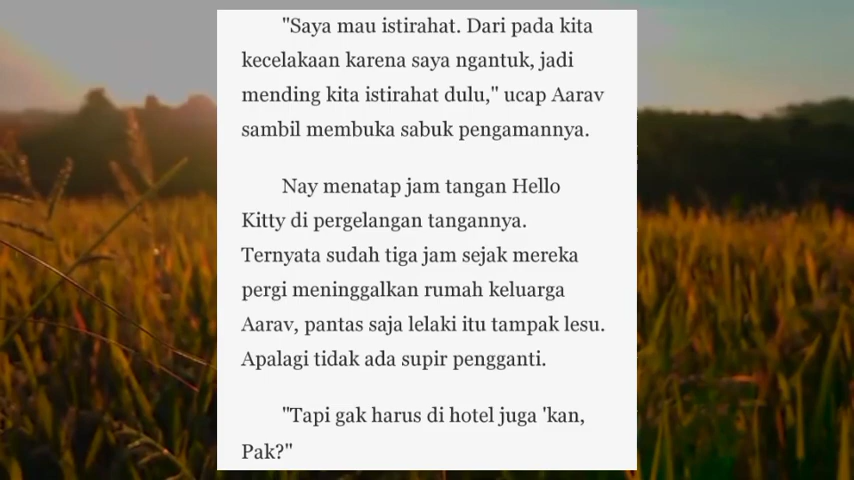 "Saya mau istirahat. Dari pada kita
kecelakaan karena saya ngantuk, jadi
mending kita istirahat dulu," ucap Aarav
sambil membuka sabuk pengamannya.
Nay menatap jam tangan Hello
Kitty di pergelangan tangannya.
Ternyata sudah tiga jam sejak mereka
pergi meninggalkan rumah keluarga
Aarav, pantas saja lelaki itu tampak lesu.
Apalagi tidak ada supir pengganti.
"Tapi gak harus di hotel juga 'kan,
Pak?"